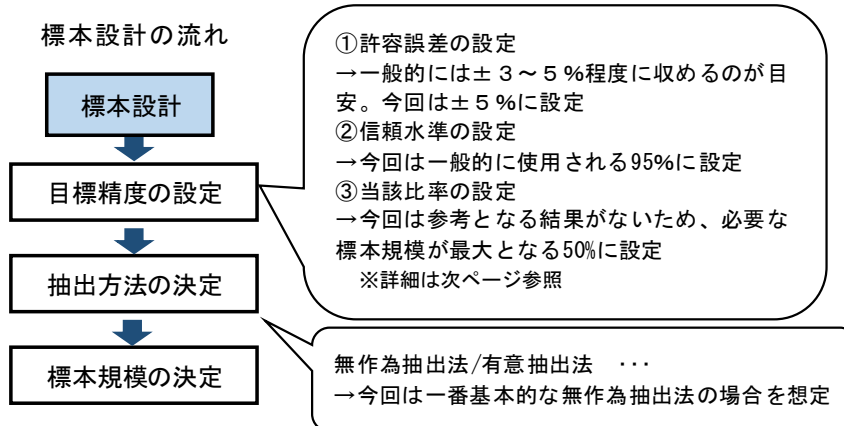 標本設計の流れ
標本設計
目標精度の設定
抽出方法の決定
標本規模の決定
①許容誤差の設定
→一般的には±３～５%程度に収めるのが目
安。今回は±５%に設定
②信頼水準の設定
→今回は一般的に使用される95%に設定
③当該比率の設定
→今回は参考となる結果がないため、必要な
標本規模が最大となる50%に設定
※詳細は次ページ参照
無作為抽出法/有意抽出法　･･･
→今回は一番基本的な無作為抽出法の場合を想定